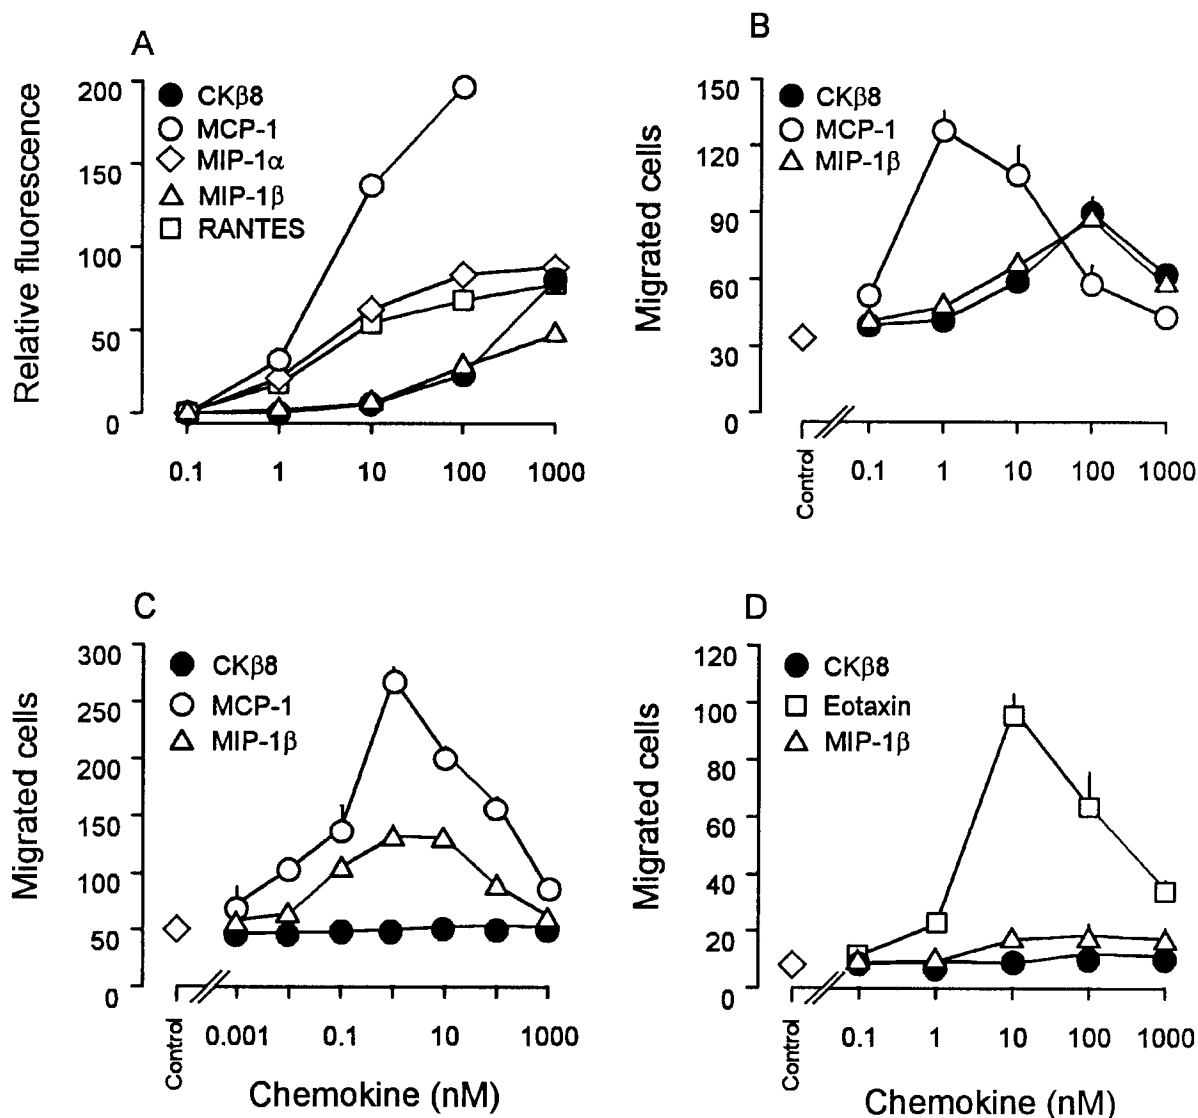 A
Relative fluorescence
200
150
100
50
0
CKβ8
MCP-1
MIP-1α
MIP-1β
RANTES
0.1 1 10 100 1000
B
Migrated cells
150
120
90
60
30
0
CKβ8
MCP-1
MIP-1β
Control
0.1 1 10 100 1000
C
Migrated cells
300
250
200
150
100
50
0
CKβ8
MCP-1
MIP-1β
Control
0.001 0.1 10 1000
Chemokine (nM)
D
Migrated cells
120
100
80
60
40
20
0
CKβ8
Eotaxin
MIP-1β
Control
0.1 1 10 100 1000
Chemokine (nM)